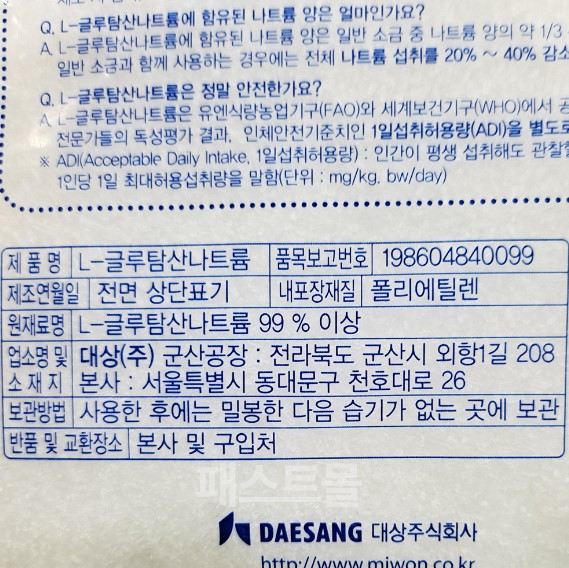 Q. L-글루탐산나트륨에 함유된 나트륨 양은 얼마인가요?
A. L-글루탐산나트륨에 함유된 나트륨 양은 일반 소금 중 나트륨 양의 약 1/3
일반 소금과 함께 사용하는 경우에는 전체 나트륨 섭취를 20% ~ 40% 감소
Q. L-글루탐산나트륨은 정말 안전한가요?
A. L-글루탐산나트륨은 유엔식량농업기구(FAO)와 세계보건기구(WHO)에서
전문가들의 독성평가 결과, 인체안전기준치인 1일섭취허용량(ADI)을 별도로
※ ADI(Acceptable Daily Intake, 1일섭취허용량) : 인간이 평생 섭취해도 관찰할
1인당 1일 최대허용섭취량을 말함(단위 : mg/kg, bw/day)
제 품 명 L-글루탐산나트륨 품목보고번호 198604840099
제조연월일 전면 상단표기 내포장재질 폴리에틸렌
원재료명 L-글루탐산나트륨 99 % 이상
업소명 및 대상(주) 군산공장 : 전라북도 군산시 외항1길 208
소 재 지 본사 : 서울특별시 동대문구 천호대로 26
보관방법 사용한 후에는 밀봉한 다음 습기가 없는 곳에 보관
반품 및 교환장소 본사 및 구입처
패스트몰
DAESANG 대상주식회사
http://www.miwon.co.kr